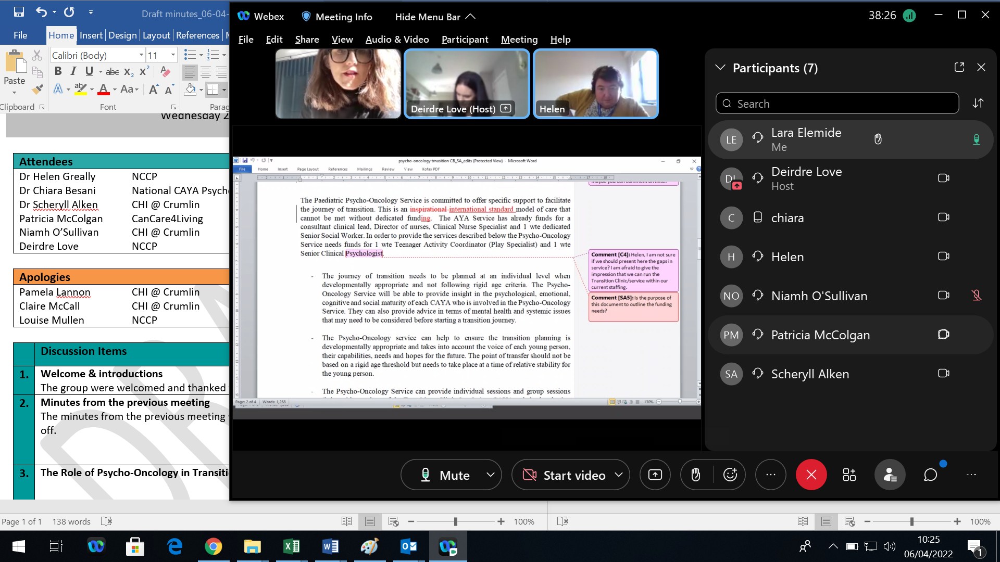 Draft minutes_06-04-
File
Home
Insert
Design
Layout
References
Calibri (Body)
11
Paste
B I U abc X₂ X²
A ab A Aa A A
Clipboard
Font
Parag
Wednesday 2
Attendees
Dr Helen Greally NCCP
Dr Chiara Besani National CAYA Psych
Dr Scheryll Alken CHI @ Crumlin
Patricia McColgan CanCare4Living
Niamh O’Sullivan CHI @ Crumlin
Deirdre Love NCCP
Apologies
Pamela Lannon CHI @ Crumlin
Claire McCall CHI @ Crumlin
Louise Mullen NCCP
Discussion Items
1. Welcome & introductions
The group were welcomed and thanked
2. Minutes from the previous meeting
The minutes from the previous meeting
off.
3. The Role of Psycho-Oncology in Transiti
Page 1 of 1 138 words
100%
100%
Webex
Meeting Info
Hide Menu Bar
38:26
File Edit Share View Audio & Video Participant Meeting Help
Deirdre Love (Host)
Helen
psycho-oncology trnasition CB_SA_edits (Protected View) - Microsoft Word
File Home Insert Page Layout References Mailings Review View Kofax PDF
maybe you can comment on this...
The Paediatric Psycho-Oncology Service is committed to offer specific support to facilitate
the journey of transition. This is an inspirational international standard model of care that
cannot be met without dedicated funding. The AYA Service has already funds for a
consultant clinical lead, Director of nurses, Clinical Nurse Specialist and 1 wte dedicated
Senior Social Worker. In order to provide the services described below the Psycho-Oncology
Service needs funds for 1 wte Teenager Activity Coordinator (Play Specialist) and 1 wte
Senior Clinical Psychologist.
- The journey of transition needs to be planned at an individual level when
developmentally appropriate and not following rigid age criteria. The Psycho-
Oncology Service will be able to provide insight in the psychological, emotional,
cognitive and social maturity of each CAYA who is involved in the Psycho-Oncology
Service. They can also provide advice in terms of mental health and systemic issues
that may need to be considered before starting a transition journey.
- The Psycho-Oncology service can help to ensure the transition planning is
developmentally appropriate and takes into account the voice of each young person,
their capabilities, needs and hopes for the future. The point of transfer should not be
based on a rigid age threshold but needs to take place at a time of relative stability for
the young person.
- The Psycho-Oncology Service can provide individual sessions and group sessions
Comment [C4]: Helen, I am not sure
if we should present here the gaps in
service? I am afraid to give the
impression that we can run the
Transition Clinic/service within our
current staffing.
Comment [SA5]: Is the purpose of
this document to outline the funding
needs?
Page: 2 of 4 Words: 1,268
130%
Participants (7)
Search
LE Lara Elemide
Me
DL Deirdre Love
Host
C chiara
H Helen
NO Niamh O'Sullivan
PM Patricia McColgan
SA Scheryll Alken
Mute
Start video
10:25
06/04/2022
1